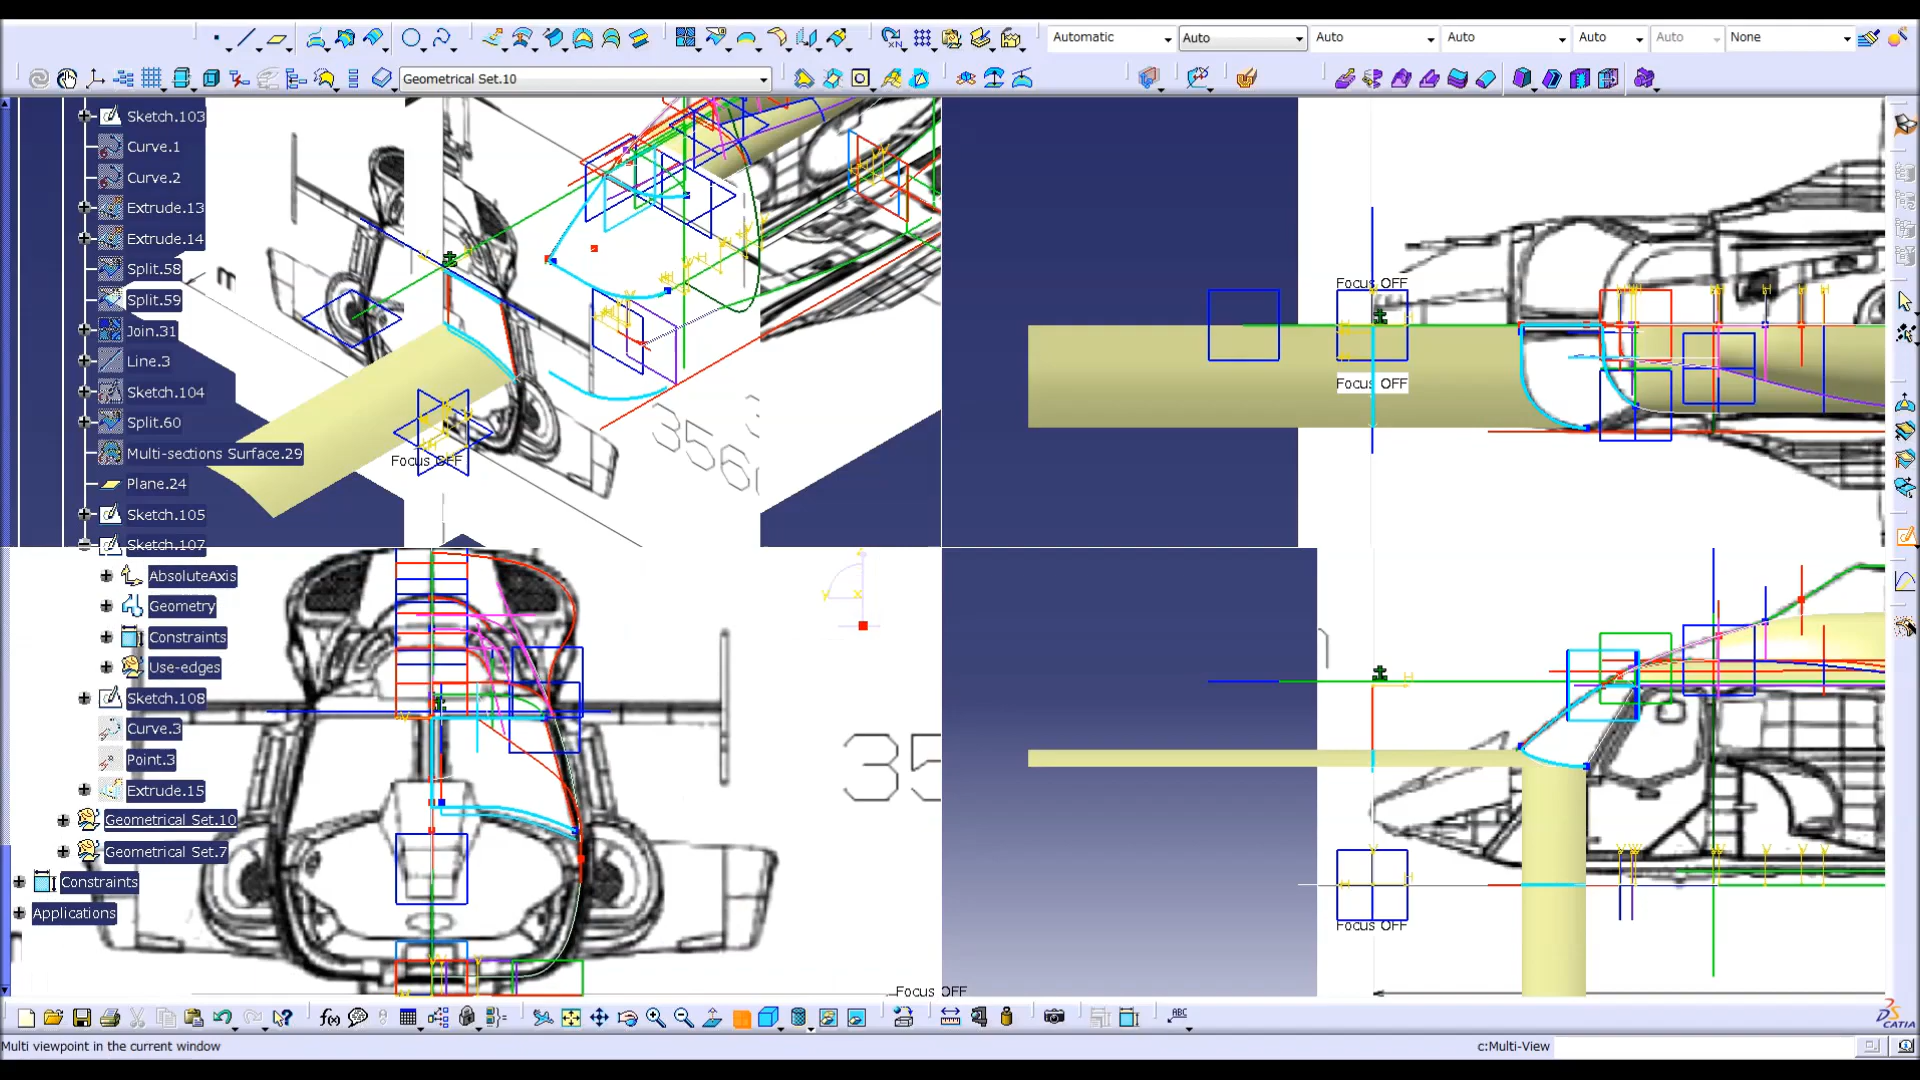 Automatic
Auto
Auto
Auto
Auto
Auto
None
Geometrical Set.10
Sketch.103
Curve.1
Curve.2
Extrude.13
Extrude.14
Split.58
Split.59
Join.31
Line.3
Sketch.104
Split.60
Multi-sections Surface.29
Plane.24
Sketch.105
Sketch.107
AbsoluteAxis
Geometry
Constraints
Use-edges
Sketch.108
Curve.3
Point.3
Extrude.15
Geometrical Set.10
Geometrical Set.7
Constraints
Applications
Focus OFF
Focus OFF
Focus OFF
Focus OFF
Focus OFF
356
35
f(x)
ABC
CATIA
Multi viewpoint in the current window
c:Multi-View